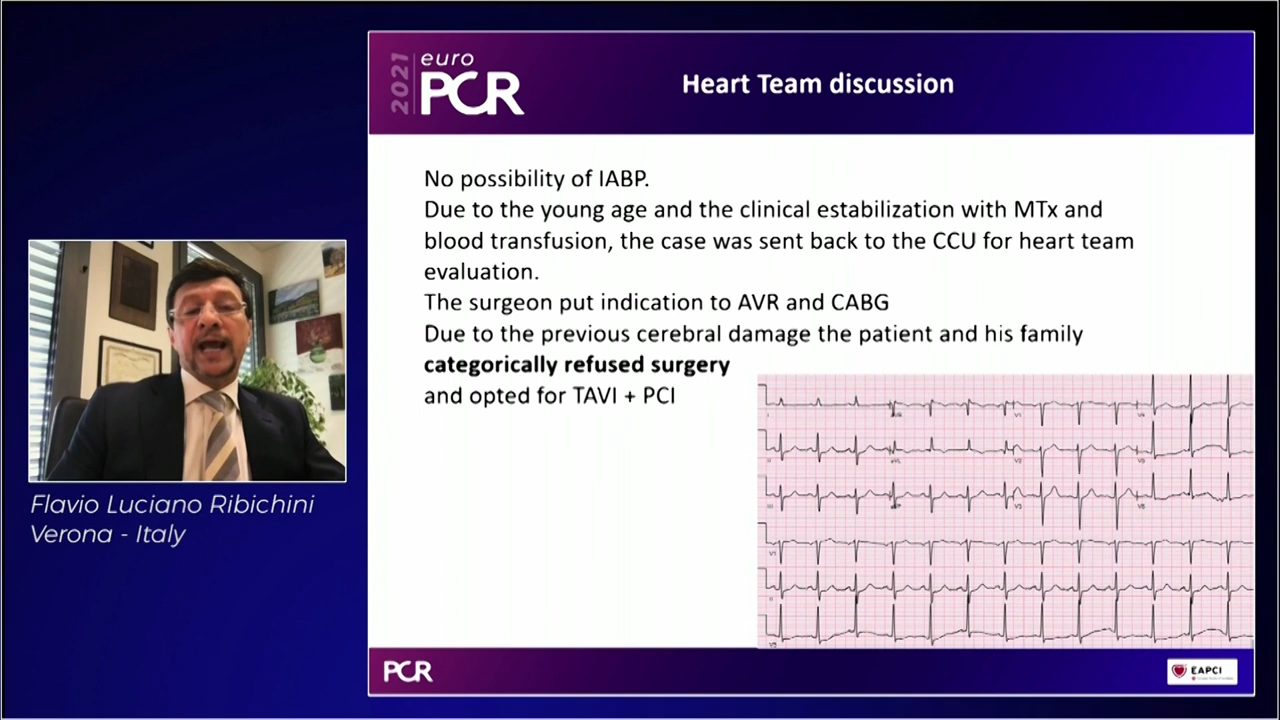 2021 euro
PCR
Heart Team discussion
No possibility of IABP.
Due to the young age and the clinical estabilization with MTx and
blood transfusion, the case was sent back to the CCU for heart team
evaluation.
The surgeon put indication to AVR and CABG
Due to the previous cerebral damage the patient and his family
categorically refused surgery
and opted for TAVI + PCI
Flavio Luciano Ribichini
Verona - Italy
PCR
EAPCI